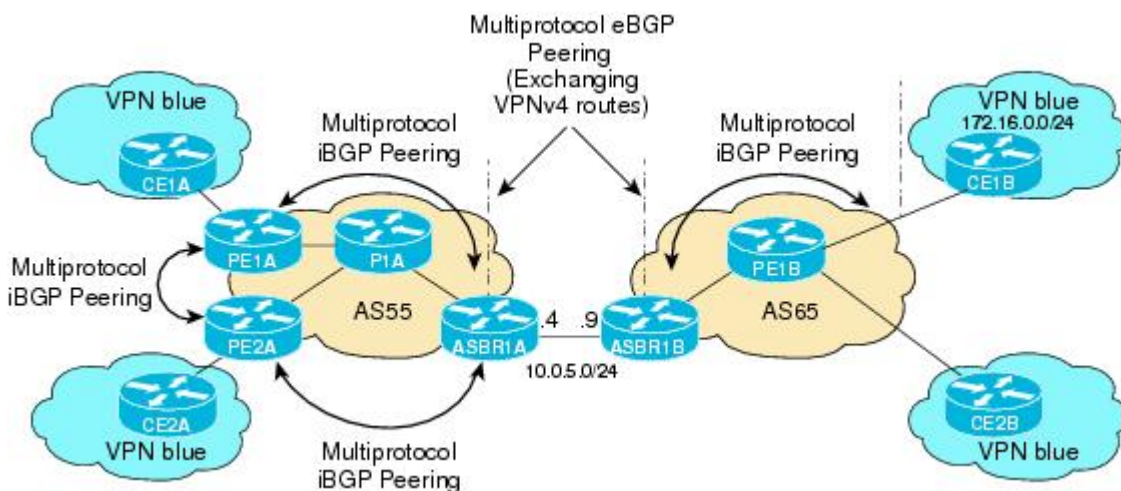 Multiprotocol eBGP
Peering
(Exchanging
VPNv4 routes)
VPN blue
CE1A
Multiprotocol
iBGP Peering
Multiprotocol
iBGP Peering
VPN blue
172.16.0.0/24
CE1B
PE1A
P1A
PE1B
Multiprotocol
iBGP Peering
AS55
AS65
PE2A
ASBR1A
.4
.9
ASBR1B
10.0.5.0/24
CE2A
VPN blue
CE2B
VPN blue
Multiprotocol
iBGP Peering